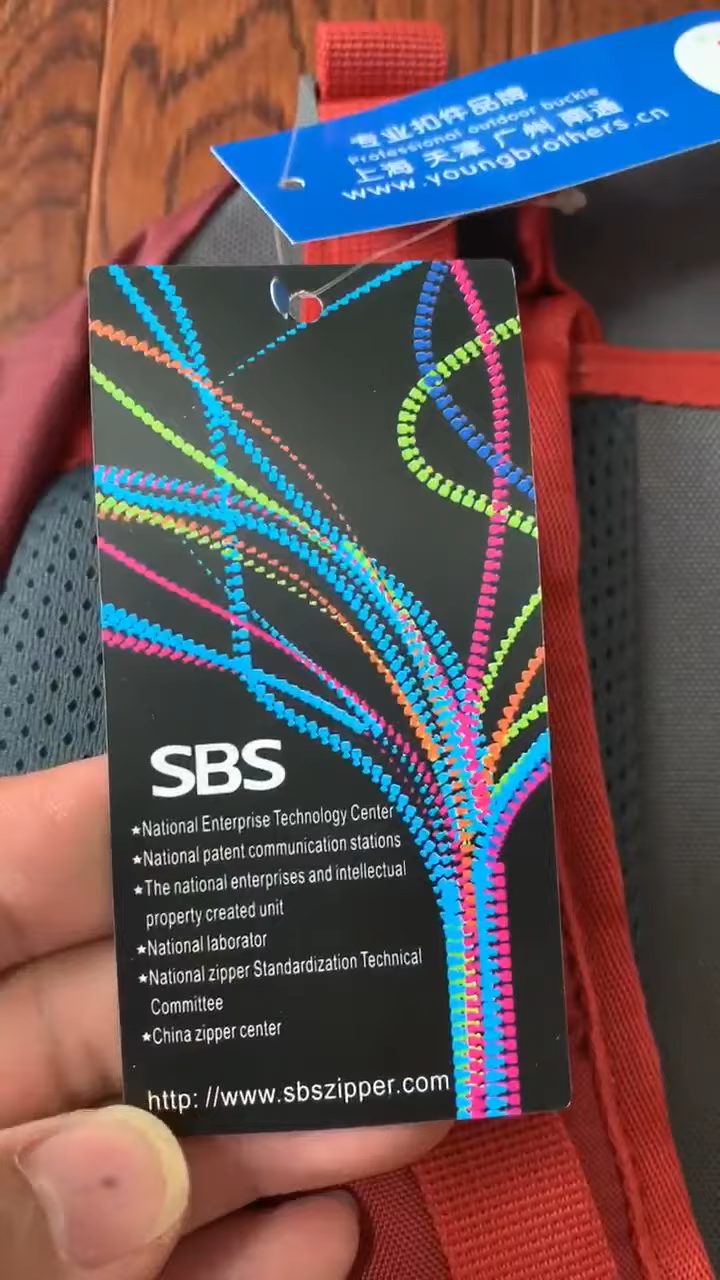 专业扣件品牌
Professional outdoor buckle
上海 天津 广州 南通
www.youngbrothers.cn
SBS
★National Enterprise Technology Center
★National patent communication stations
★The national enterprises and intellectual
property created unit
★National laborator
★National zipper Standardization Technical
Committee
★China zipper center
http: //www.sbszipper.com